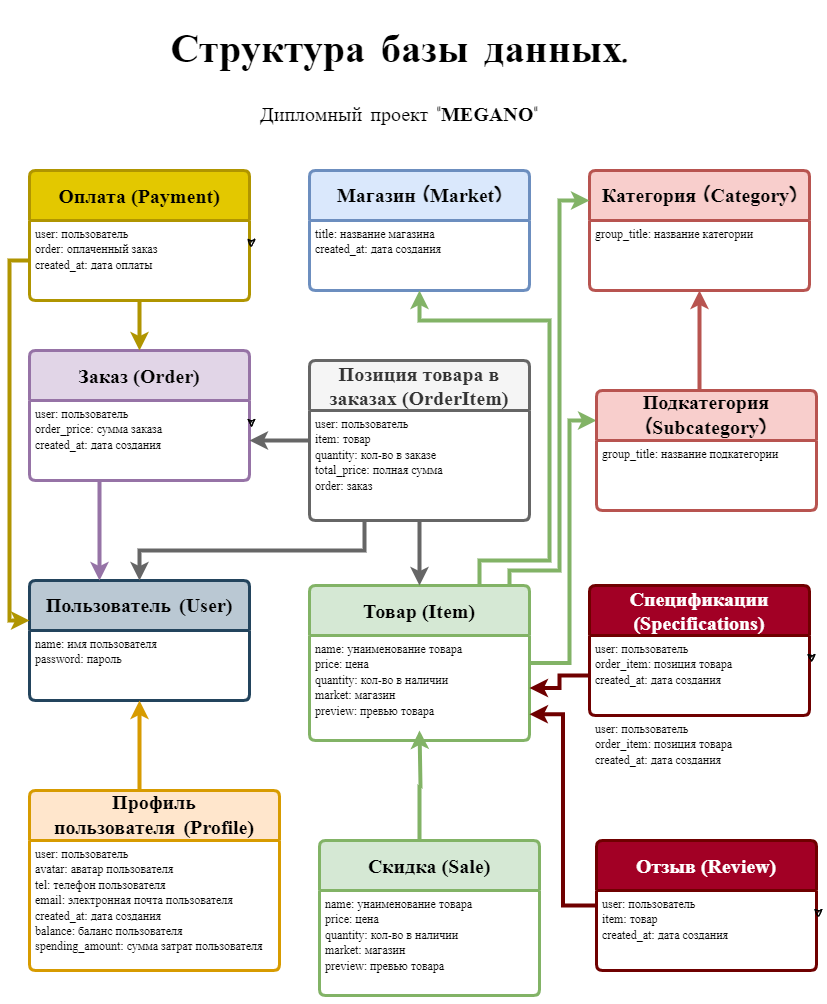 Структура базы данных.
Дипломный проект "MEGANO"
Оплата (Payment)
user: пользователь
order: оплаченный заказ
created_at: дата оплаты
Магазин (Market)
title: название магазина
created_at: дата создания
Категория (Category)
group_title: название категории
Заказ (Order)
user: пользователь
order_price: сумма заказа
created_at: дата создания
Позиция товара в
заказах (OrderItem)
user: пользователь
item: товар
quantity: кол-во в заказе
total_price: полная сумма
order: заказ
Подкатегория
(Subcategory)
group_title: название подкатегории
Пользователь (User)
name: имя пользователя
password: пароль
Товар (Item)
name: унаименование товара
price: цена
quantity: кол-во в наличии
market: магазин
preview: превью товара
Спецификации
(Specifications)
user: пользователь
order_item: позиция товара
created_at: дата создания
user: пользователь
order_item: позиция товара
created_at: дата создания
Профиль
пользователя (Profile)
user: пользователь
avatar: аватар пользователя
tel: телефон пользователя
email: электронная почта пользователя
created_at: дата создания
balance: баланс пользователя
spending_amount: сумма затрат пользователя
Скидка (Sale)
name: унаименование товара
price: цена
quantity: кол-во в наличии
market: магазин
preview: превью товара
Отзыв (Review)
user: пользователь
item: товар
created_at: дата создания